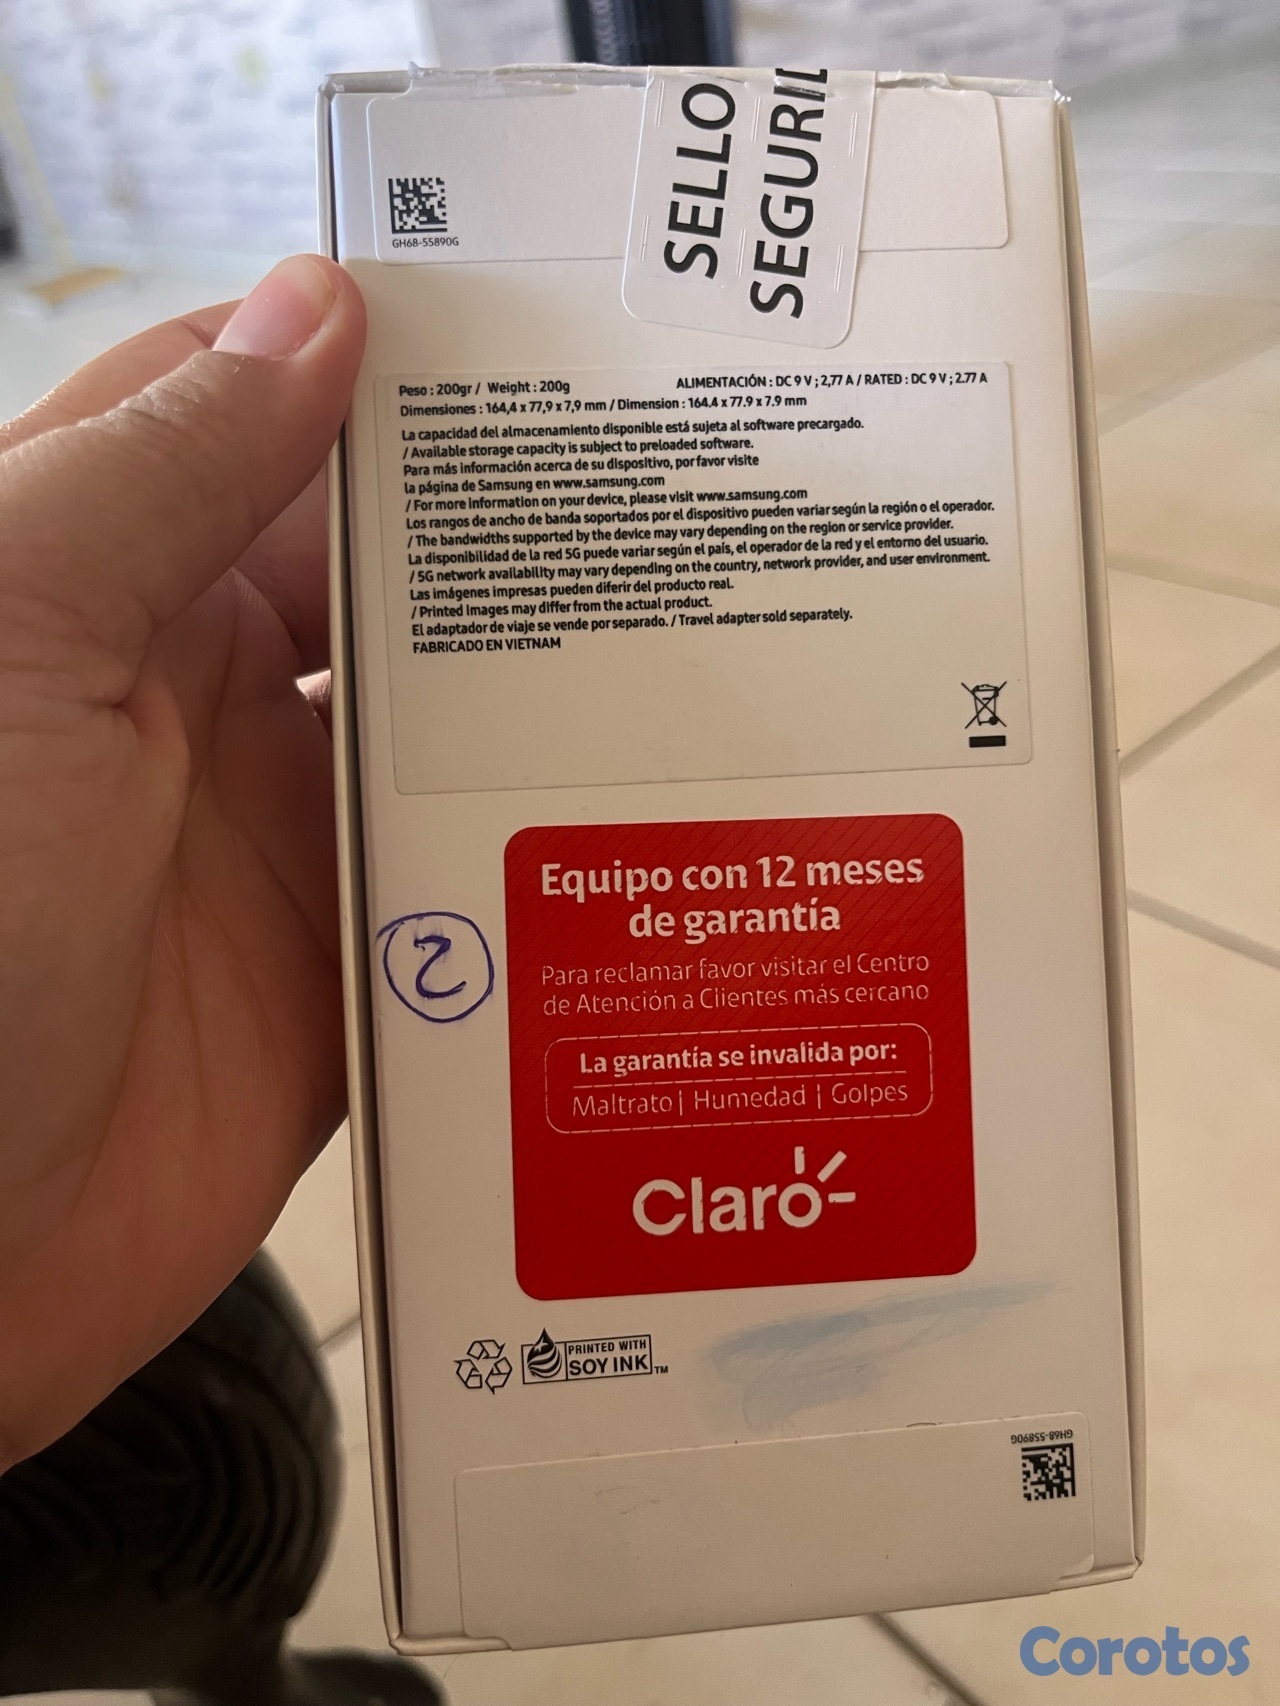 SELLO
SEGURID
GH68-55890G
Peso : 200gr / Weight : 200g
ALIMENTACIÓN : DC 9 V ; 2,77 A / RATED : DC 9 V ; 2.77 A
Dimensiones : 164,4 x 77,9 x 7,9 mm / Dimension : 164.4 x 77.9 x 7.9 mm
La capacidad del almacenamiento disponible está sujeta al software precargado.
/ Available storage capacity is subject to preloaded software.
Para más información acerca de su dispositivo, por favor visite
la página de Samsung en www.samsung.com
/ For more information on your device, please visit www.samsung.com
Los rangos de ancho de banda soportados por el dispositivo pueden variar según la región o el operador.
/ The bandwidths supported by the device may vary depending on the region or service provider.
La disponibilidad de la red 5G puede variar según el país, el operador de la red y el entorno del usuario.
/ 5G network availability may vary depending on the country, network provider, and user environment.
Las imágenes impresas pueden diferir del producto real.
/ Printed images may differ from the actual product.
El adaptador de viaje se vende por separado. / Travel adapter sold separately.
FABRICADO EN VIETNAM
Equipo con 12 meses
de garantía
Para reclamar favor visitar el Centro
de Atención a Clientes más cercano
La garantía se invalida por:
Maltrato | Humedad | Golpes
Claro
2
PRINTED WITH
SOY INK TM
GH68-55890G
Corotos